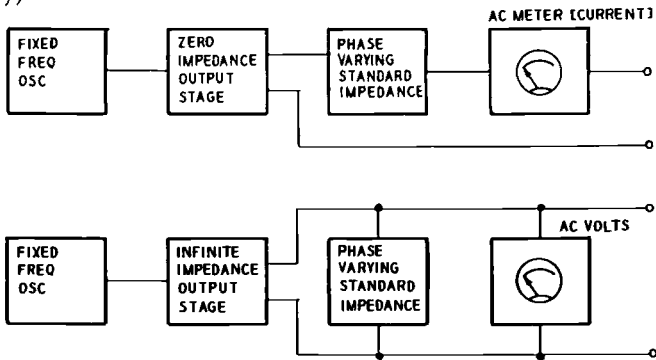 AC METER [CURRENT]
FIXED
FREQ
OSC
ZERO
IMPEDANCE
OUTPUT
STAGE
PHASE
VARYING
STANDARD
IMPEDANCE
AC VOLTS
FIXED
FREQ
OSC
INFINITE
IMPEDANCE
OUTPUT
STAGE
PHASE
VARYING
STANDARD
IMPEDANCE